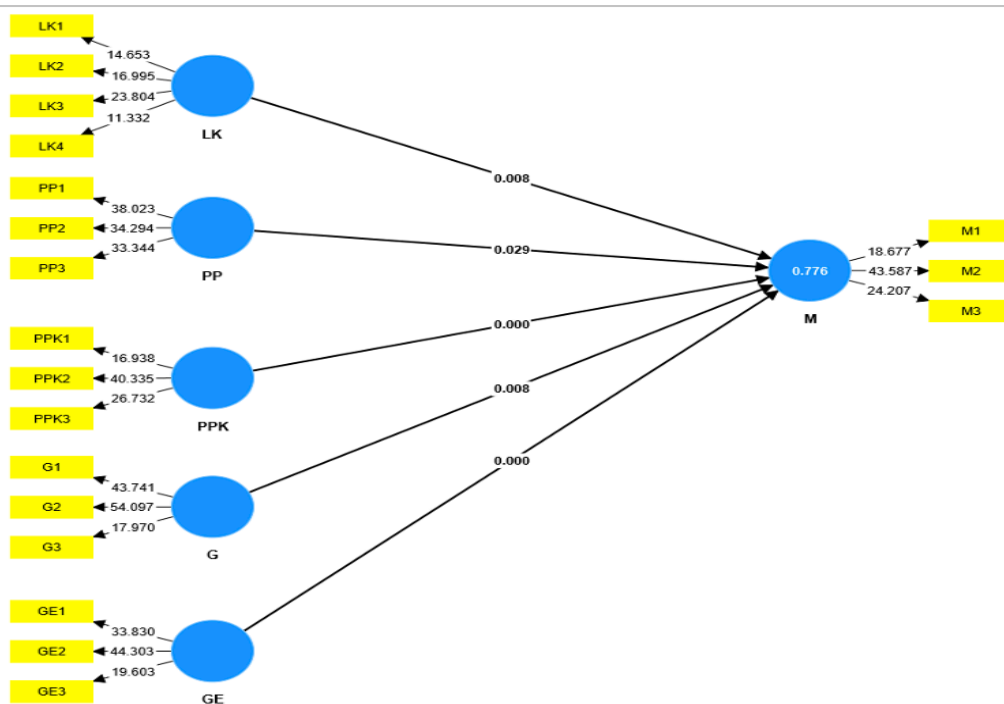 LK1
14.653
LK2
16.995
LK3
23.804
11.332
LK4
LK
0.008
PP1
38.023
PP2
34.294
PP3
33.344
PP
0.029
PPK1
16.938
PPK2
40.335
PPK3
26.732
PPK
0.000
G1
43.741
G2
54.097
G3
17.970
G
0.008
GE1
33.830
GE2
44.303
GE3
19.603
GE
0.000
0.776
M
M1
18.677
M2
43.587
M3
24.207